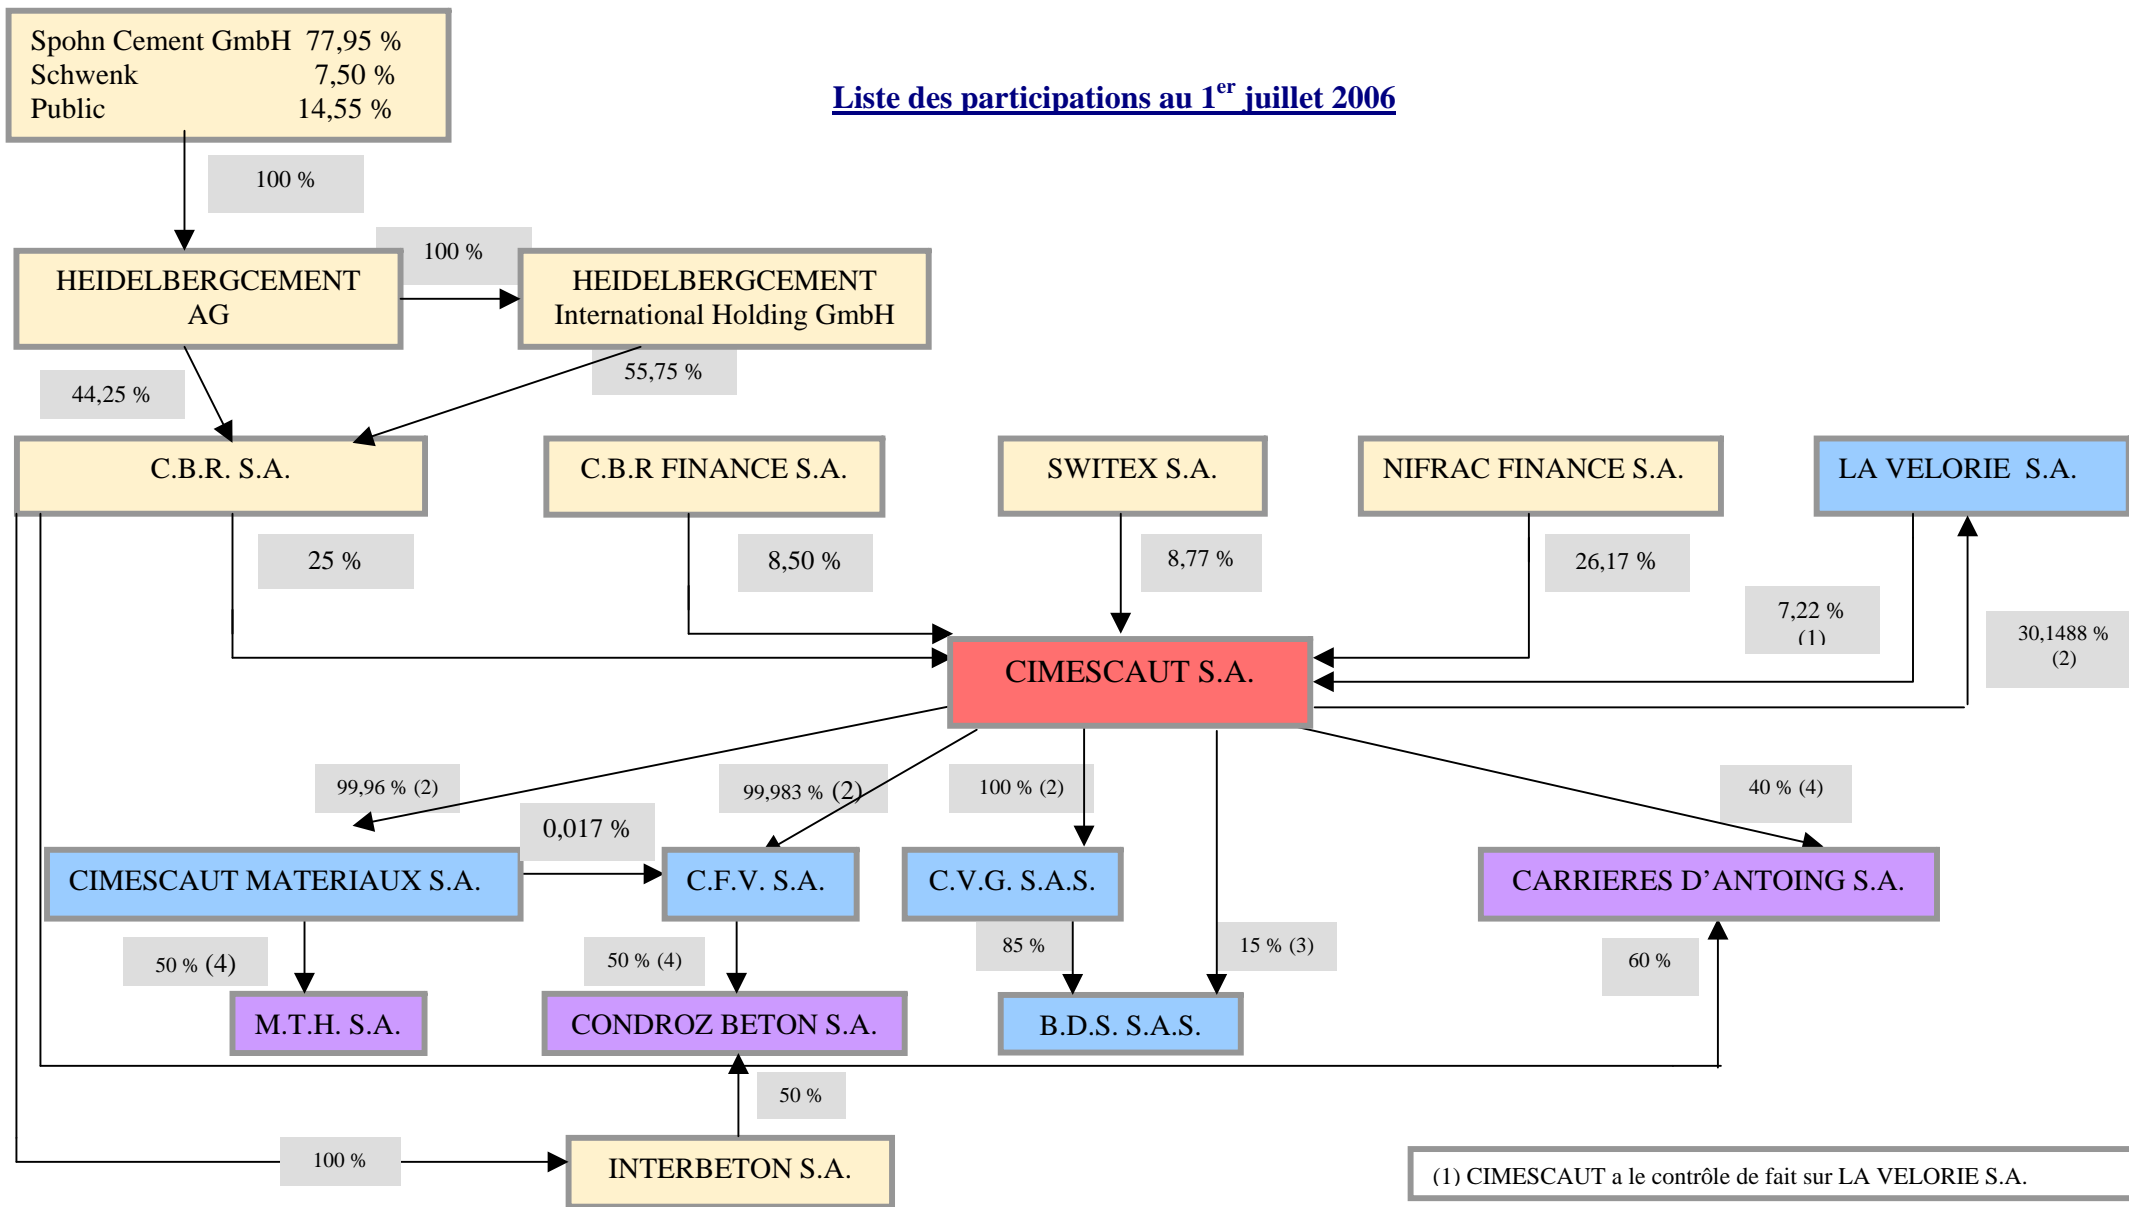 Spohn Cement GmbH 77,95 %
Schwenk 7,50 %
Public 14,55 %
Liste des participations au 1er juillet 2006
100 %
100 %
HEIDELBERGCEMENT
AG
HEIDELBERGCEMENT
International Holding GmbH
44,25 %
55,75 %
C.B.R. S.A.
C.B.R FINANCE S.A.
SWITEX S.A.
NIFRAC FINANCE S.A.
LA VELORIE S.A.
25 %
8,50 %
8,77 %
26,17 %
7,22 %
(1)
30,1488 %
(2)
CIMESCAUT S.A.
99,96 % (2)
99,983 % (2)
100 % (2)
40 % (4)
0,017 %
CIMESCAUT MATERIAUX S.A.
C.F.V. S.A.
C.V.G. S.A.S.
CARRIERES D’ANTOING S.A.
50 % (4)
50 % (4)
85 %
15 % (3)
60 %
M.T.H. S.A.
CONDROZ BETON S.A.
B.D.S. S.A.S.
50 %
100 %
INTERBETON S.A.
(1) CIMESCAUT a le contrôle de fait sur LA VELORIE S.A.